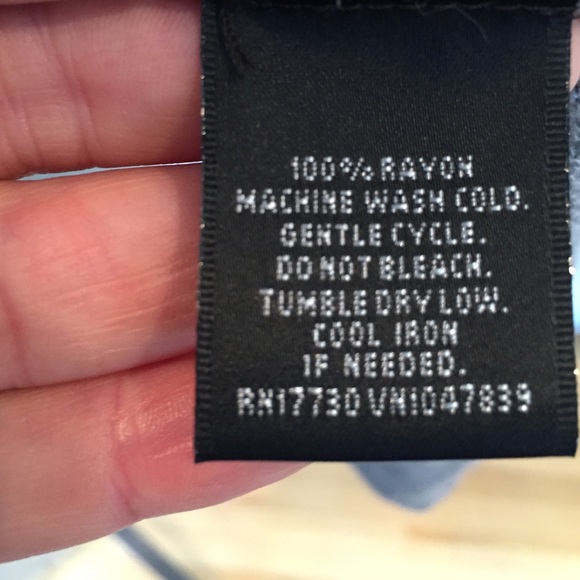 100% RAYON
MACHINE WASH COLD.
GENTLE CYCLE.
DO NOT BLEACH.
TUMBLE DRY LOW.
COOL IRON
IF NEEDED.
RN17730 VN1047839